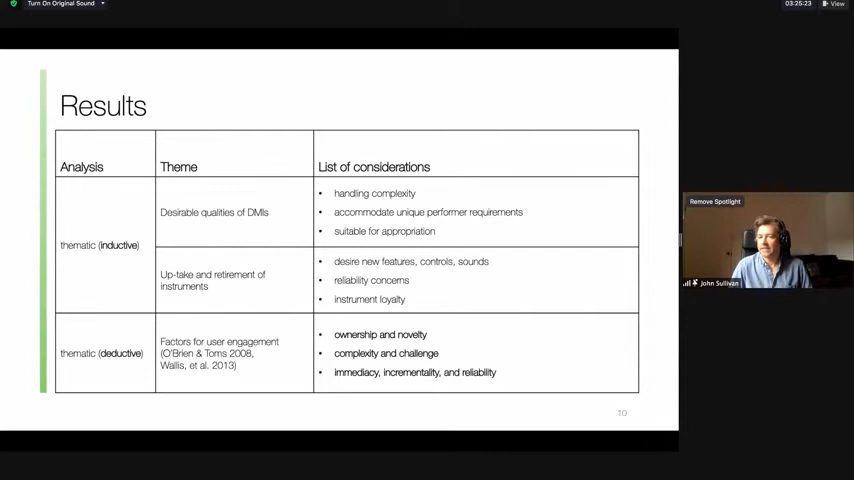 Turn On Original Sound
03:25:23
View
Results
Analysis
Theme
List of considerations
thematic (inductive)
Desirable qualities of DMIs
• handling complexity
• accommodate unique performer requirements
• suitable for appropriation
Up-take and retirement of
instruments
• desire new features, controls, sounds
• reliability concerns
• instrument loyalty
thematic (deductive)
Factors for user engagement
(O'Brien & Toms 2008,
Wallis, et al. 2013)
• ownership and novelty
• complexity and challenge
• immediacy, incrementality, and reliability
10
Remove Spotlight
John Sullivan